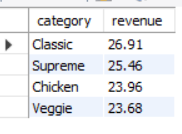 category revenue
Classic 26.91
Supreme 25.46
Chicken 23.96
Veggie 23.68